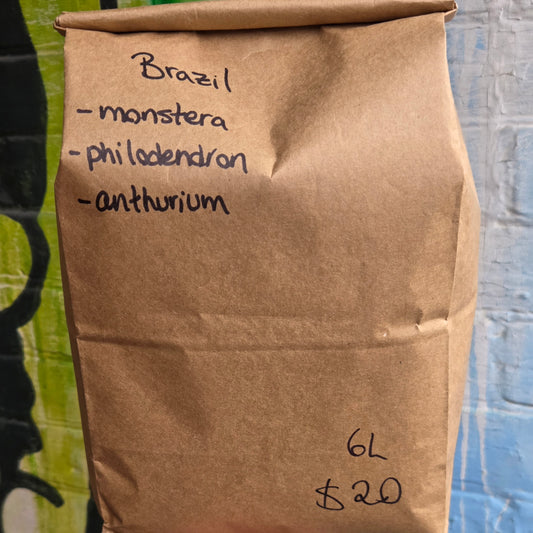 Brazil
- monstera
- philodendron
- anthurium
6L
$20